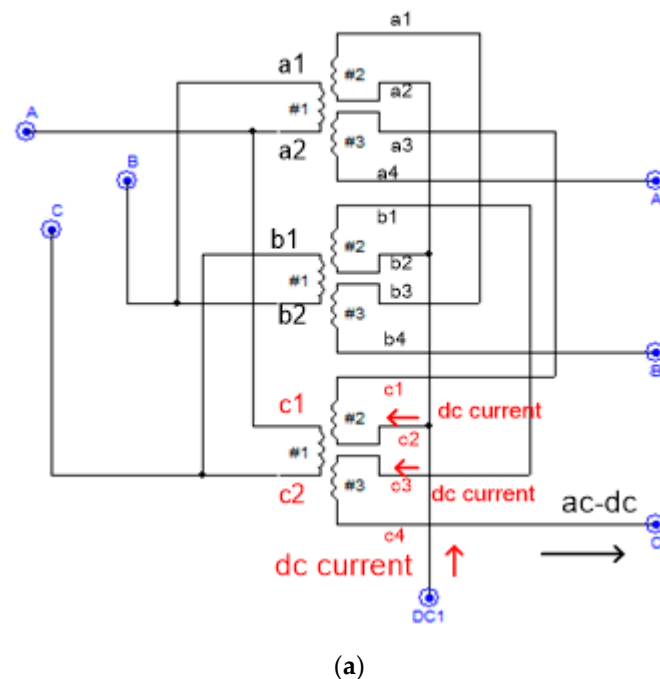 a1
a1
#2
a2
#1
A
a2
a3
#3
B
a4
A
C
b1
b1
#2
b2
#1
b3
b2
#3
b4
B
c1
c1
#2
dc current
c2
#1
c2
c3
#3
dc current
ac-dc
c4
C
dc current
DC1
(a)